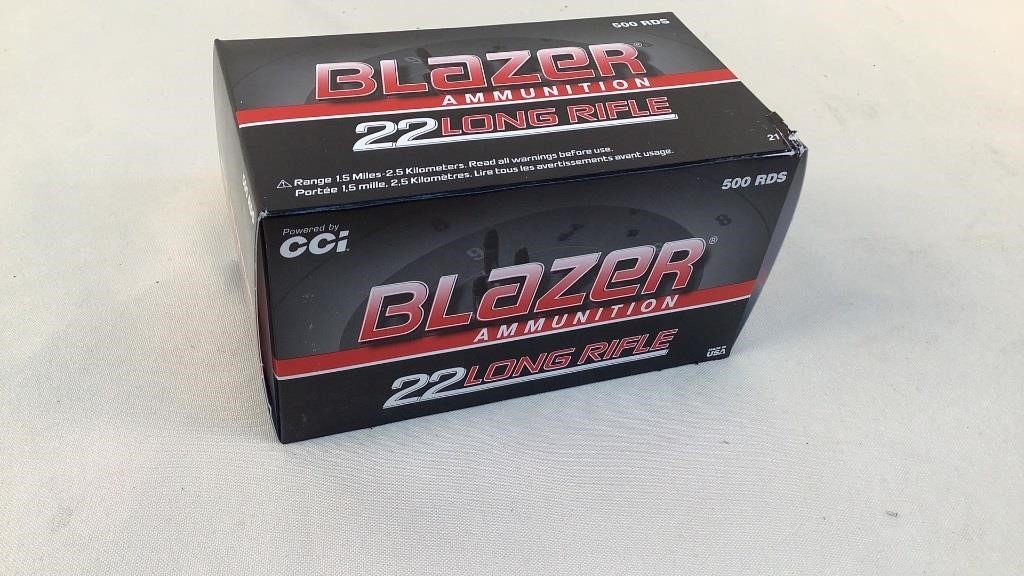 500 RDS
BLazeR®
AMMUNITION
22 LONG RIFLE
21
⚠ Range 1.5 Miles-2.5 Kilometers. Read all warnings before use.
Portée 1,5 mille, 2,5 Kilomètres. Lire tous les avertissements avant usage.
500 RDS
Powered by
CCi
BLazeR®
AMMUNITION
22 LONG RIFLE
MADE IN
USA